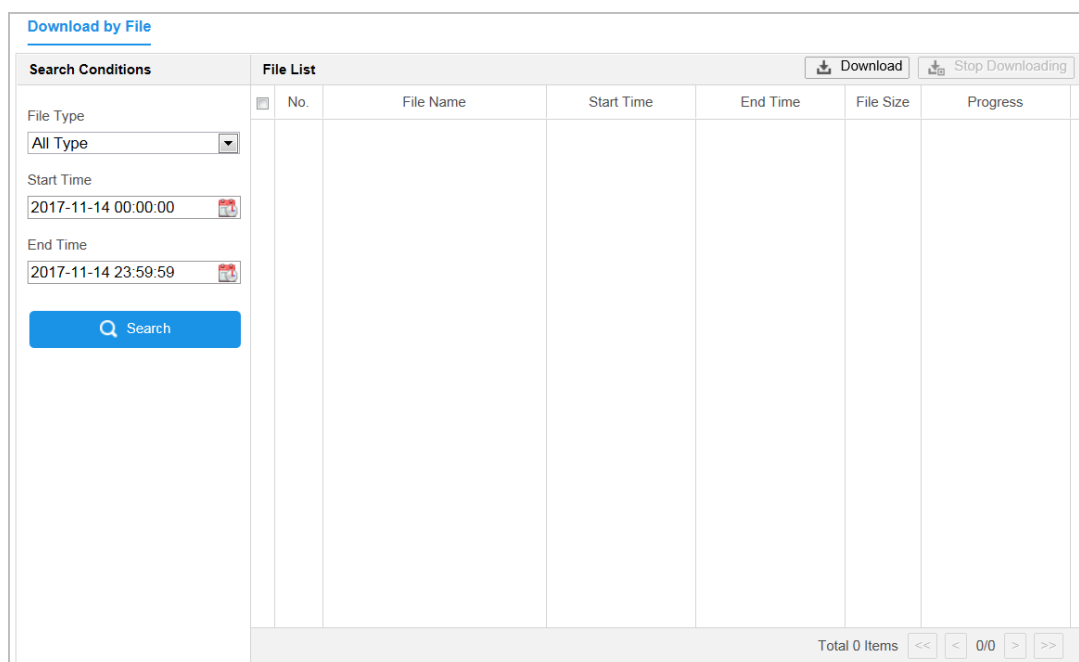 Download by File
Search Conditions
File List
Download
Stop Downloading
No.
File Name
Start Time
End Time
File Size
Progress
File Type
All Type
Start Time
2017-11-14 00:00:00
End Time
2017-11-14 23:59:59
Search
Total 0 Items << < 0/0 > >>